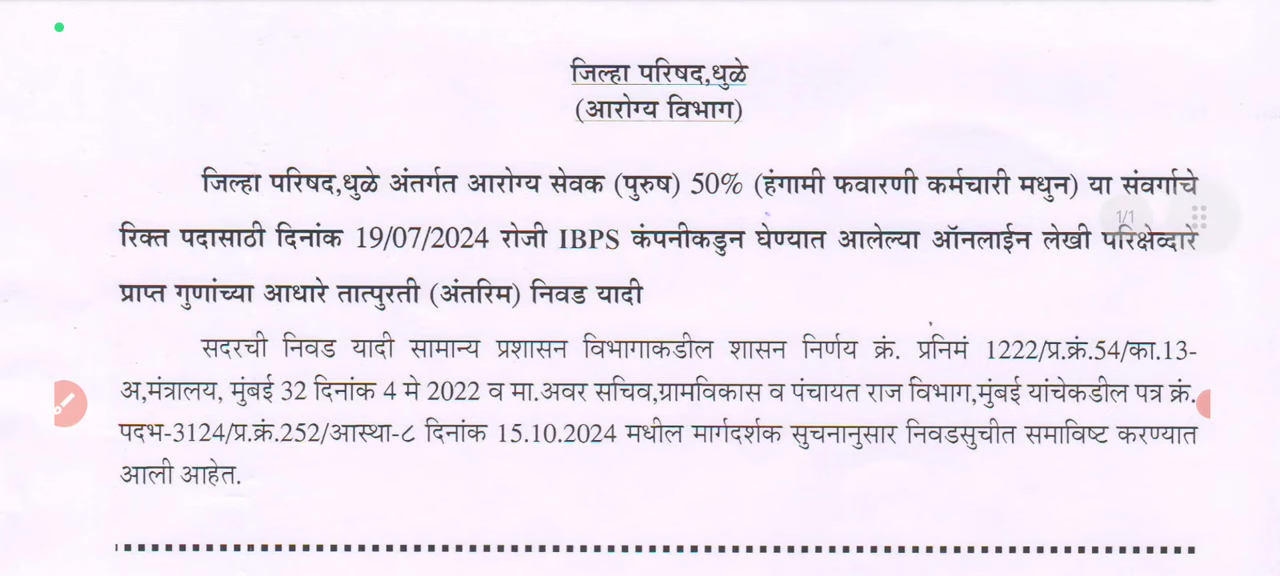 जिल्हा परिषद,धुळे
(आरोग्य विभाग)
जिल्हा परिषद,धुळे अंतर्गत आरोग्य सेवक (पुरुष) 50% (हंगामी फवारणी कर्मचारी मधुन) या संवर्गाचे
1/1
रिक्त पदासाठी दिनांक 19/07/2024 रोजी IBPS कंपनीकडुन घेण्यात आलेल्या ऑनलाईन लेखी परिक्षेव्दारे
प्राप्त गुणांच्या आधारे तात्पुरती (अंतरिम) निवड यादी
सदरची निवड यादी सामान्य प्रशासन विभागाकडील शासन निर्णय क्रं. प्रनिमं 1222/प्र.क्रं.54/का.13-
अ,मंत्रालय, मुंबई 32 दिनांक 4 मे 2022 व मा.अवर सचिव,ग्रामविकास व पंचायत राज विभाग,मुंबई यांचेकडील पत्र क्रं.
पदभ-3124/प्र.क्रं.252/आस्था-८ दिनांक 15.10.2024 मधील मार्गदर्शक सुचनानुसार निवडसुचीत समाविष्ट करण्यात
आली आहेत.